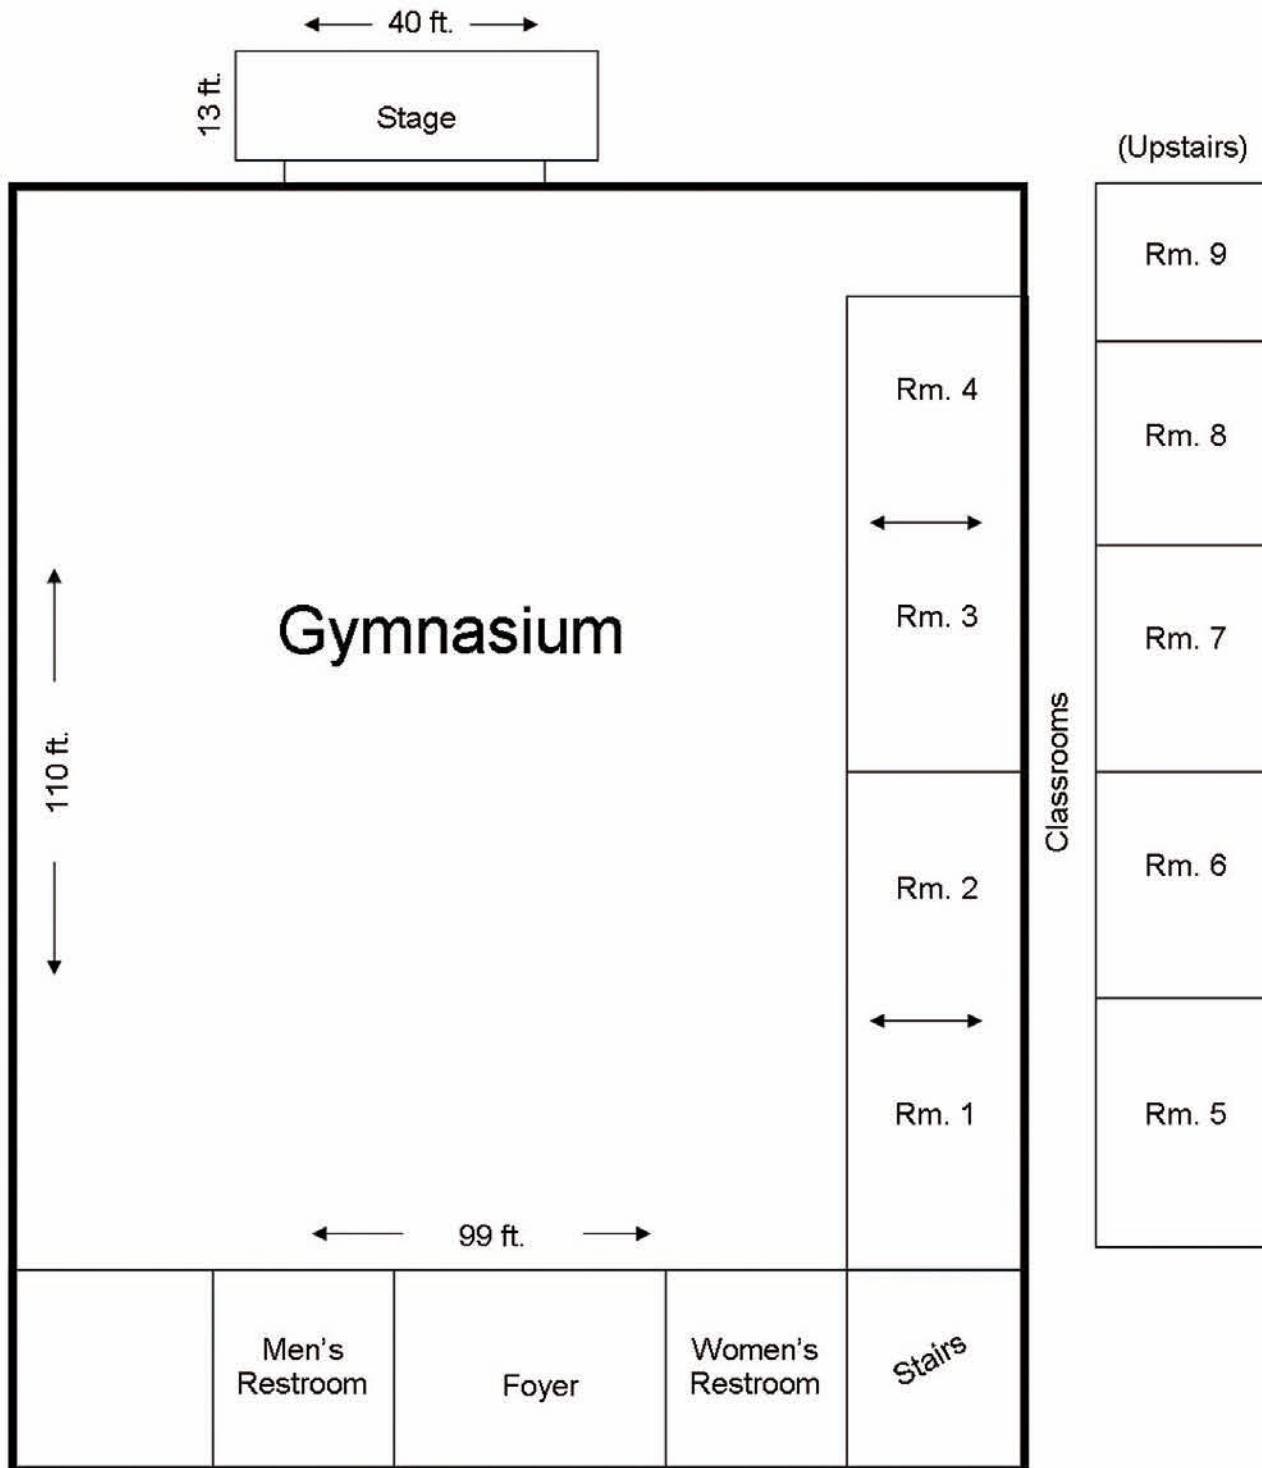 40 ft.
13 ft.
Stage
(Upstairs)
Rm. 9
Rm. 4
Rm. 8
Gymnasium
Rm. 3
Rm. 7
110 ft.
Classrooms
Rm. 2
Rm. 6
Rm. 1
Rm. 5
99 ft.
Men's
Restroom
Foyer
Women's
Restroom
Stairs